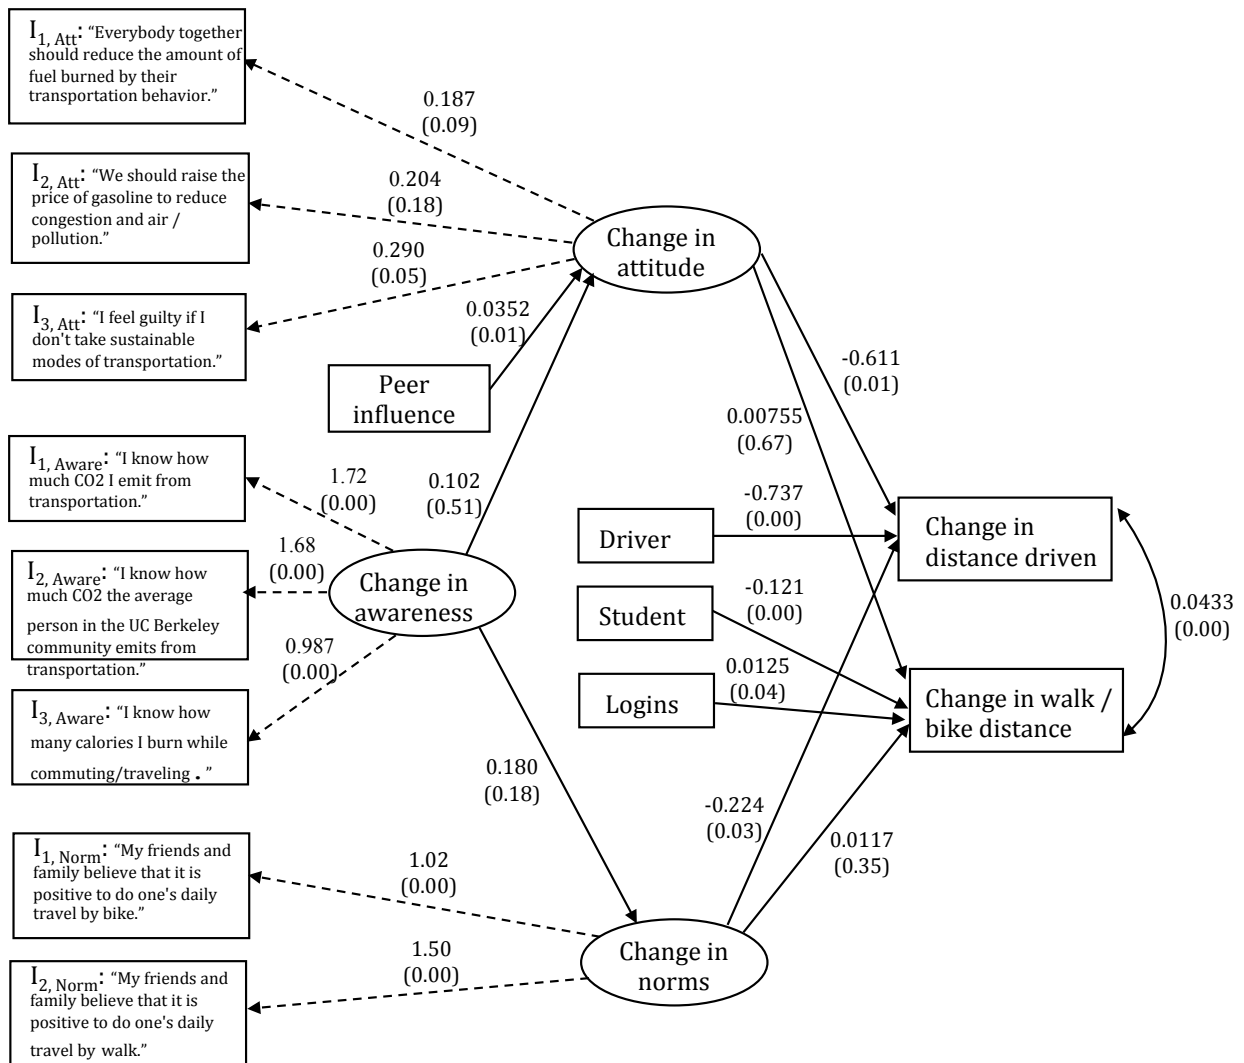 I1, Att: “Everybody together
should reduce the amount of
fuel burned by their
transportation behavior.”
0.187
(0.09)
I2, Att: “We should raise the
price of gasoline to reduce
congestion and air /
pollution.”
0.204
(0.18)
0.290
(0.05)
Change in
attitude
I3, Att: “I feel guilty if I
don't take sustainable
modes of transportation.”
0.0352
(0.01)
Peer
influence
-0.611
(0.01)
0.00755
(0.67)
I1, Aware: “I know how
much CO2 I emit from
transportation.”
1.72
(0.00)
0.102
(0.51)
I2, Aware: “I know how
much CO2 the average
person in the UC Berkeley
community emits from
transportation.”
1.68
(0.00)
Change in
awareness
0.987
(0.00)
I3, Aware: “I know how
many calories I burn while
commuting/traveling . ”
Driver
-0.737
(0.00)
Student
-0.121
(0.00)
Logins
0.0125
(0.04)
Change in
distance driven
Change in walk /
bike distance
0.0433
(0.00)
0.180
(0.18)
-0.224
(0.03)
0.0117
(0.35)
I1, Norm: “My friends and
family believe that it is
positive to do one's daily
travel by bike.”
1.02
(0.00)
I2, Norm: “My friends and
family believe that it is
positive to do one's daily
travel by walk.”
1.50
(0.00)
Change in
norms